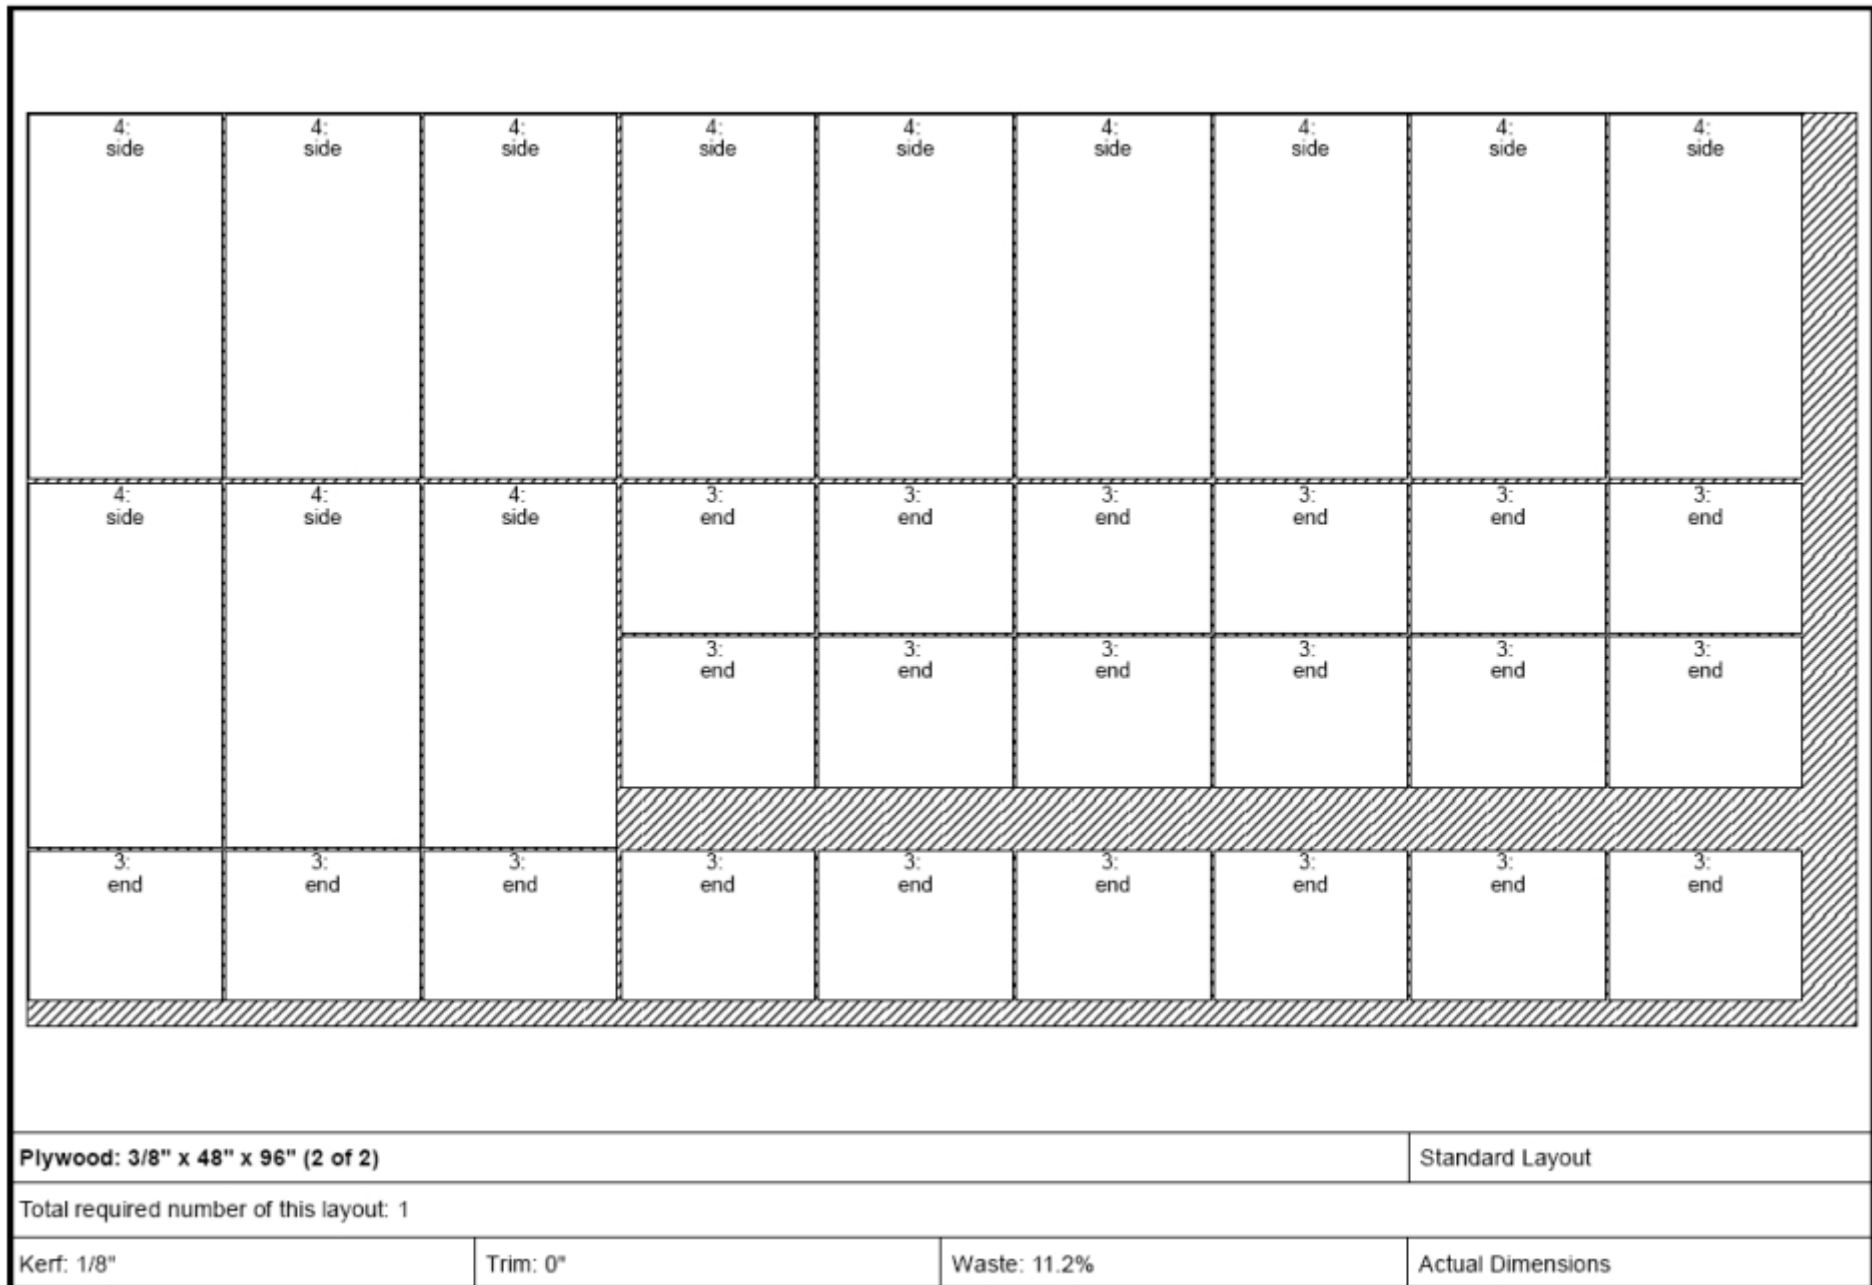 4: 4: 4: 4: 4: 4: 4: 4: 4:
side side side side side side side side side
4: 4: 4: 3: 3: 3: 3: 3: 3:
side side side end end end end end end
3: 3: 3: 3: 3: 3:
end end end end end end
3: 3: 3: 3: 3: 3: 3: 3: 3:
end end end end end end end end end
Plywood: 3/8" x 48" x 96" (2 of 2) Standard Layout
Total required number of this layout: 1
Kerf: 1/8" Trim: 0" Waste: 11.2% Actual Dimensions